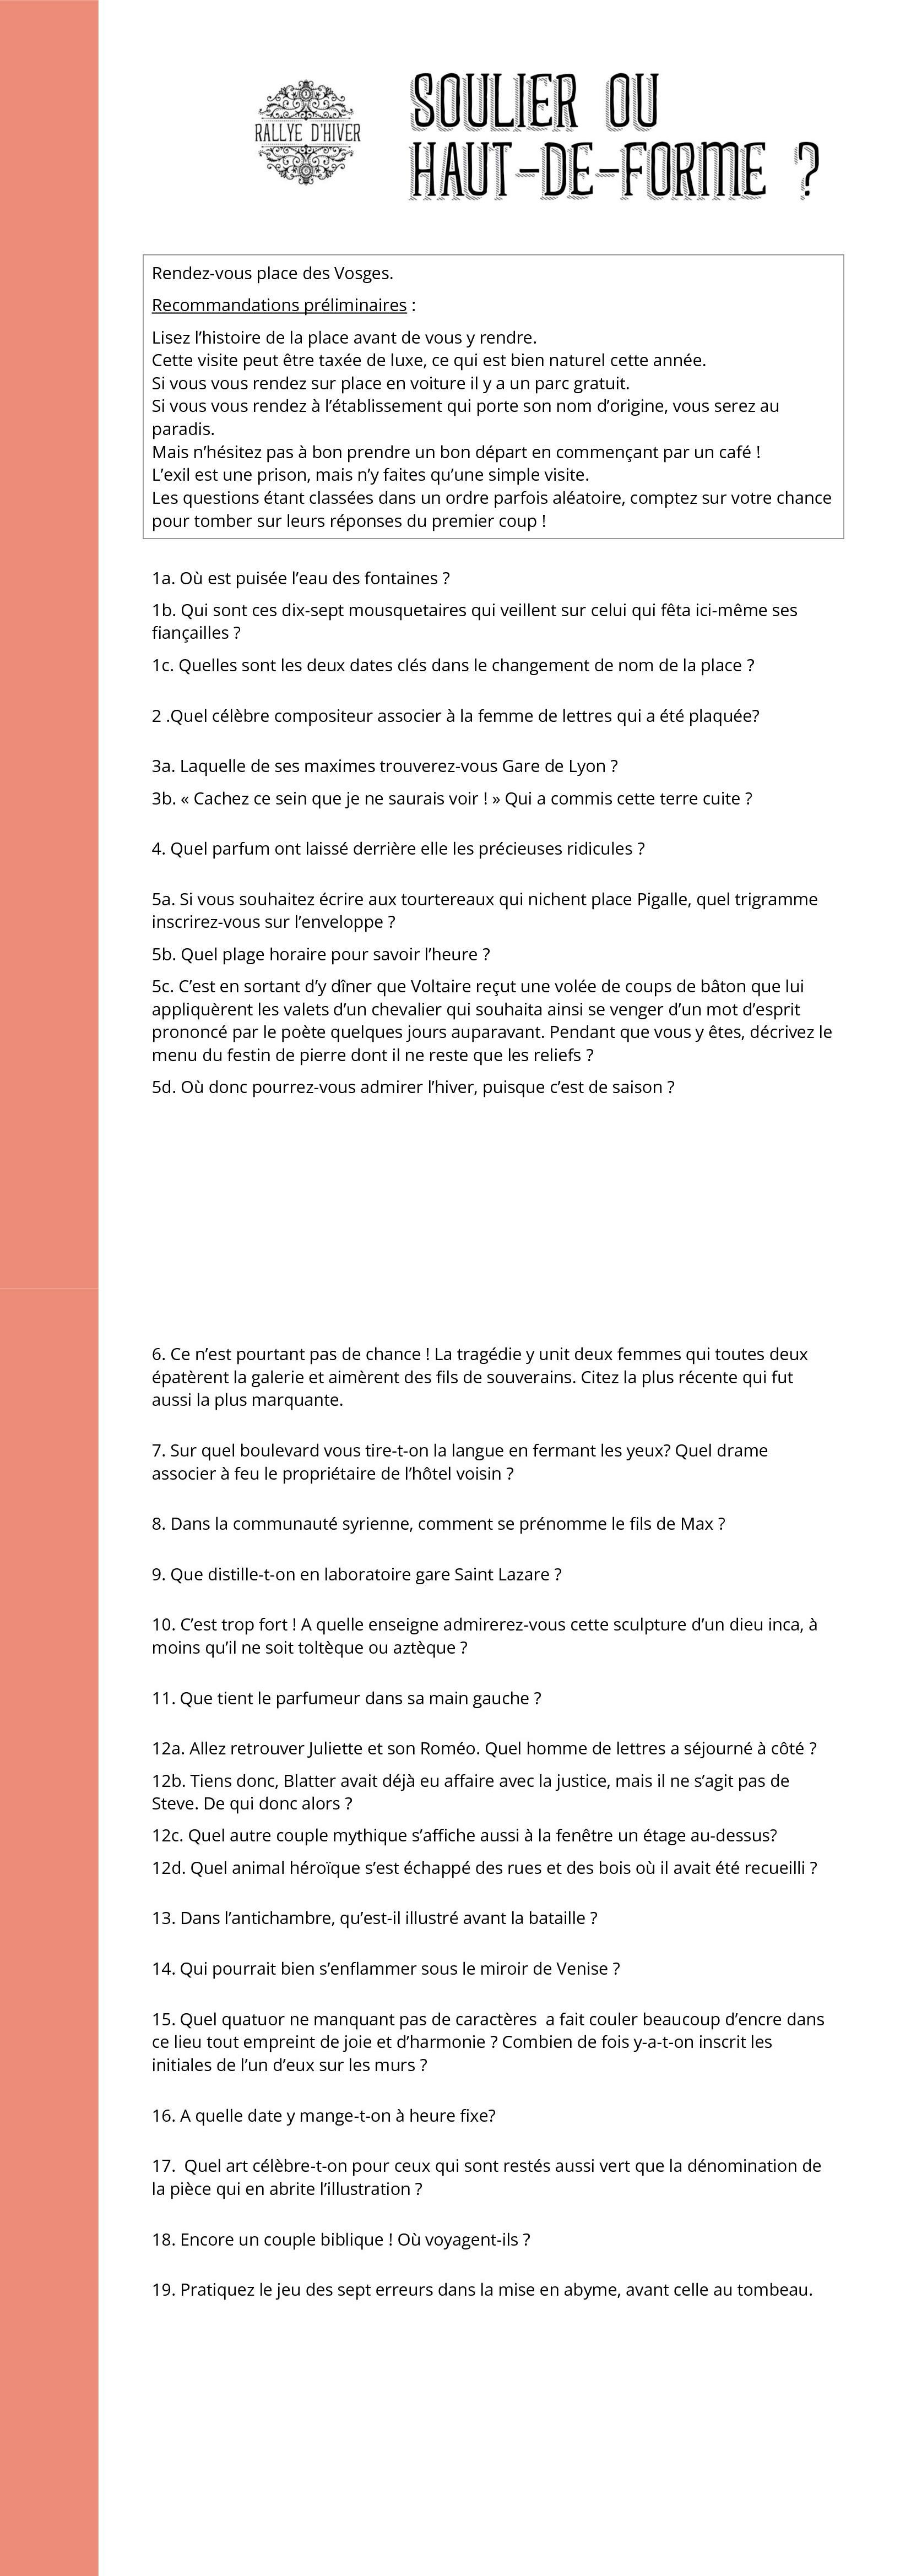 RALLYE D'HIVER
SOULIER OU
HAUT-DE-FORME ?
Rendez-vous place des Vosges.
Recommandations préliminaires :
Lisez l’histoire de la place avant de vous y rendre.
Cette visite peut être taxée de luxe, ce qui est bien naturel cette année.
Si vous vous rendez sur place en voiture il y a un parc gratuit.
Si vous vous rendez à l’établissement qui porte son nom d’origine, vous serez au
paradis.
Mais n’hésitez pas à bon prendre un bon départ en commençant par un café !
L’exil est une prison, mais n’y faites qu’une simple visite.
Les questions étant classées dans un ordre parfois aléatoire, comptez sur votre chance
pour tomber sur leurs réponses du premier coup !
1a. Où est puisée l’eau des fontaines ?
1b. Qui sont ces dix-sept mousquetaires qui veillent sur celui qui fêta ici-même ses
fiançailles ?
1c. Quelles sont les deux dates clés dans le changement de nom de la place ?
2 .Quel célèbre compositeur associer à la femme de lettres qui a été plaquée?
3a. Laquelle de ses maximes trouverez-vous Gare de Lyon ?
3b. « Cachez ce sein que je ne saurais voir ! » Qui a commis cette terre cuite ?
4. Quel parfum ont laissé derrière elle les précieuses ridicules ?
5a. Si vous souhaitez écrire aux tourtereaux qui nichent place Pigalle, quel trigramme
inscrirez-vous sur l’enveloppe ?
5b. Quel plage horaire pour savoir l’heure ?
5c. C’est en sortant d’y dîner que Voltaire reçut une volée de coups de bâton que lui
appliquèrent les valets d’un chevalier qui souhaita ainsi se venger d’un mot d’esprit
prononcé par le poète quelques jours auparavant. Pendant que vous y êtes, décrivez le
menu du festin de pierre dont il ne reste que les reliefs ?
5d. Où donc pourrez-vous admirer l’hiver, puisque c’est de saison ?
6. Ce n’est pourtant pas de chance ! La tragédie y unit deux femmes qui toutes deux
épatèrent la galerie et aimèrent des fils de souverains. Citez la plus récente qui fut
aussi la plus marquante.
7. Sur quel boulevard vous tire-t-on la langue en fermant les yeux? Quel drame
associer à feu le propriétaire de l’hôtel voisin ?
8. Dans la communauté syrienne, comment se prénomme le fils de Max ?
9. Que distille-t-on en laboratoire gare Saint Lazare ?
10. C’est trop fort ! A quelle enseigne admirerez-vous cette sculpture d’un dieu inca, à
moins qu’il ne soit toltèque ou aztèque ?
11. Que tient le parfumeur dans sa main gauche ?
12a. Allez retrouver Juliette et son Roméo. Quel homme de lettres a séjourné à côté ?
12b. Tiens donc, Blatter avait déjà eu affaire avec la justice, mais il ne s’agit pas de
Steve. De qui donc alors ?
12c. Quel autre couple mythique s’affiche aussi à la fenêtre un étage au-dessus?
12d. Quel animal héroïque s’est échappé des rues et des bois où il avait été recueilli ?
13. Dans l’antichambre, qu’est-il illustré avant la bataille ?
14. Qui pourrait bien s’enflammer sous le miroir de Venise ?
15. Quel quatuor ne manquant pas de caractères  a fait couler beaucoup d’encre dans
ce lieu tout empreint de joie et d’harmonie ? Combien de fois y-a-t-on inscrit les
initiales de l’un d’eux sur les murs ?
16. A quelle date y mange-t-on à heure fixe?
17.  Quel art célèbre-t-on pour ceux qui sont restés aussi vert que la dénomination de
la pièce qui en abrite l’illustration ?
18. Encore un couple biblique ! Où voyagent-ils ?
19. Pratiquez le jeu des sept erreurs dans la mise en abyme, avant celle au tombeau.